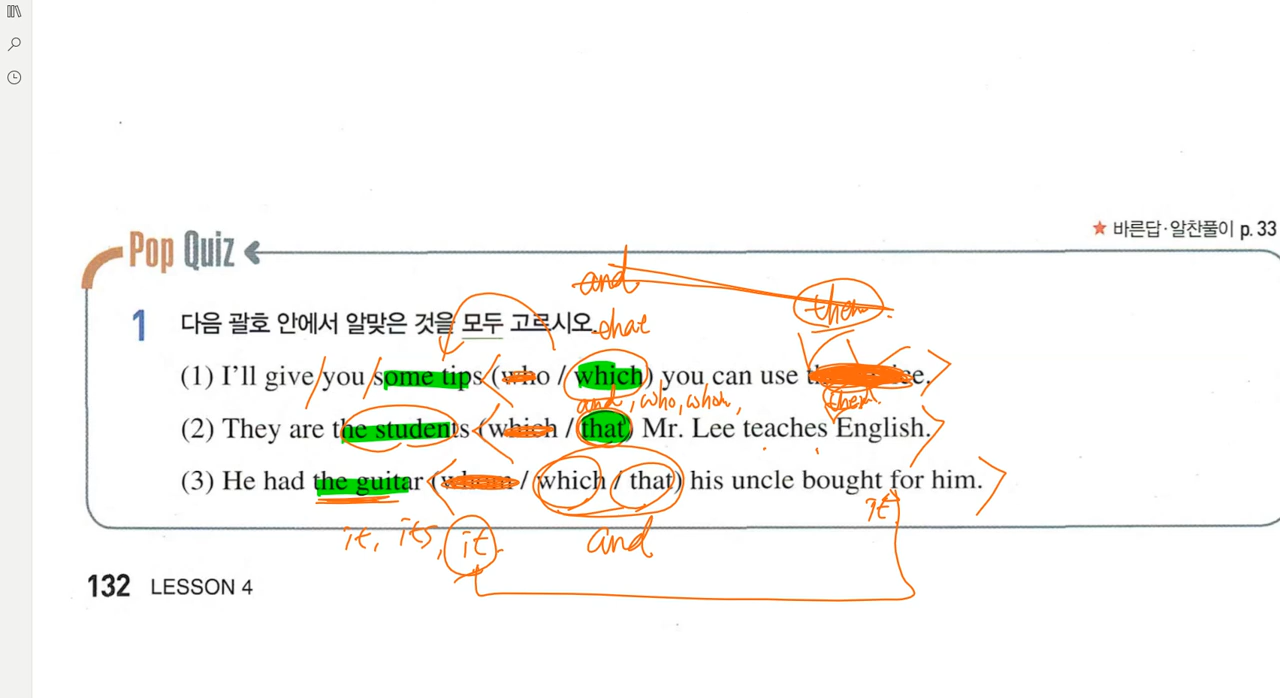 ★ 바른답·알찬풀이 p. 33
Pop Quiz
and
them
1 다음 괄호 안에서 알맞은 것을 모두 고르시오.
that
(1) I'll give you some tips (who / which) you can use
and, who, whom,
them
(2) They are the students (which / that) Mr. Lee teaches English.
(3) He had the guitar (whom / which / that) his uncle bought for him.
it
it, its, it
and
132 LESSON 4